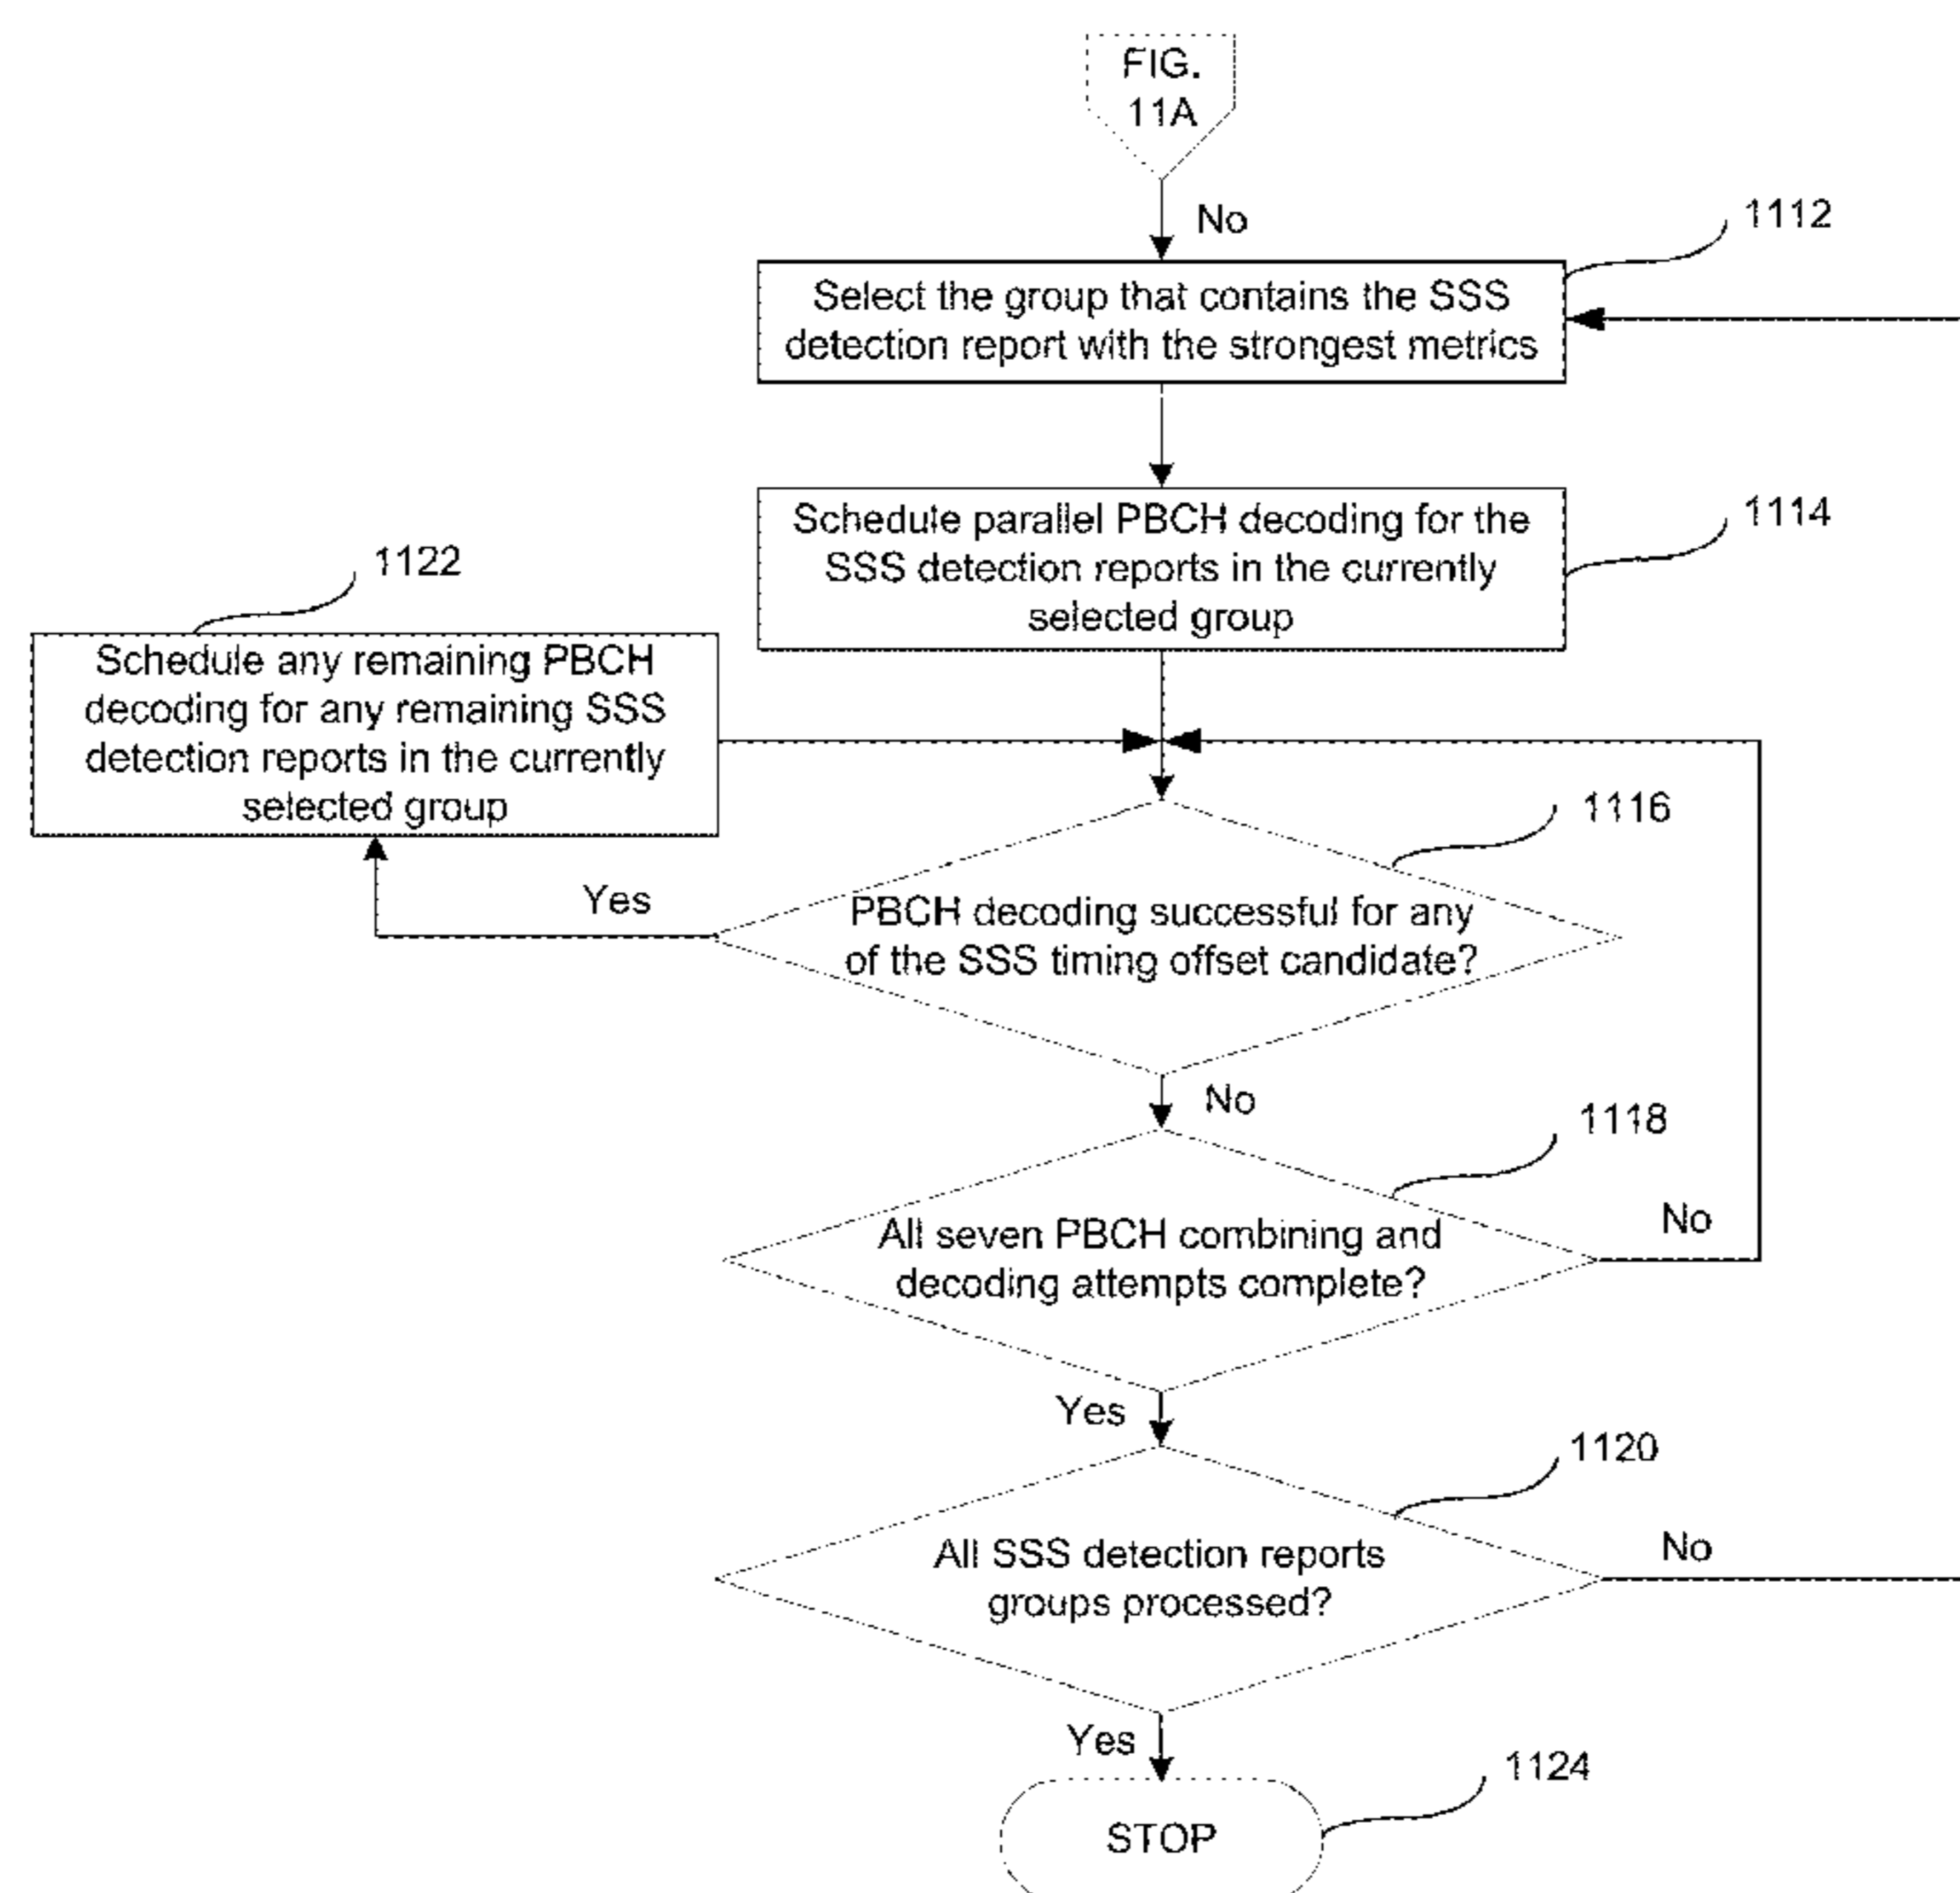 FIG.
11A
No
1112
Select the group that contains the SSS
detection report with the strongest metrics
1114
Schedule parallel PBCH decoding for the
SSS detection reports in the currently
selected group
1122
Schedule any remaining PBCH
decoding for any remaining SSS
detection reports in the currently
selected group
1116
Yes
PBCH decoding successful for any
of the SSS timing offset candidate?
No
1118
All seven PBCH combining and
decoding attempts complete?
No
Yes
1120
All SSS detection reports
groups processed?
No
Yes
1124
STOP